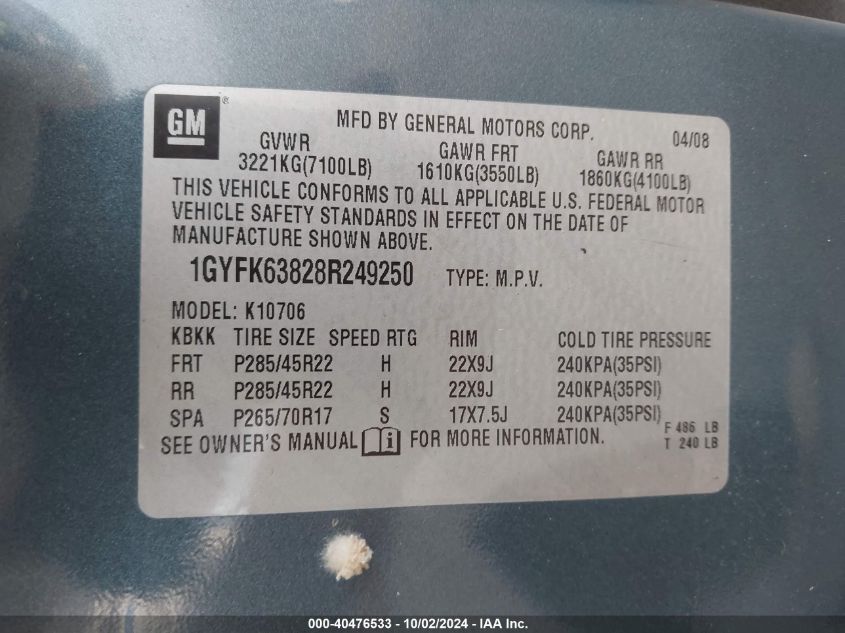 GM ®
MFD BY GENERAL MOTORS CORP. 04/08
GVWR GAWR FRT GAWR RR
3221KG(7100LB) 1610KG(3550LB) 1860KG(4100LB)
THIS VEHICLE CONFORMS TO ALL APPLICABLE U.S. FEDERAL MOTOR
VEHICLE SAFETY STANDARDS IN EFFECT ON THE DATE OF
MANUFACTURE SHOWN ABOVE.
1GYFK63828R249250 TYPE: M.P.V.
MODEL: K10706
KBKK TIRE SIZE SPEED RTG RIM COLD TIRE PRESSURE
FRT P285/45R22 H 22X9J 240KPA(35PSI)
RR P285/45R22 H 22X9J 240KPA(35PSI)
SPA P265/70R17 S 17X7.5J 240KPA(35PSI)
SEE OWNER'S MANUAL i FOR MORE INFORMATION. F 486 LB
T 240 LB
000-40476533 - 10/02/2024 - IAA Inc.